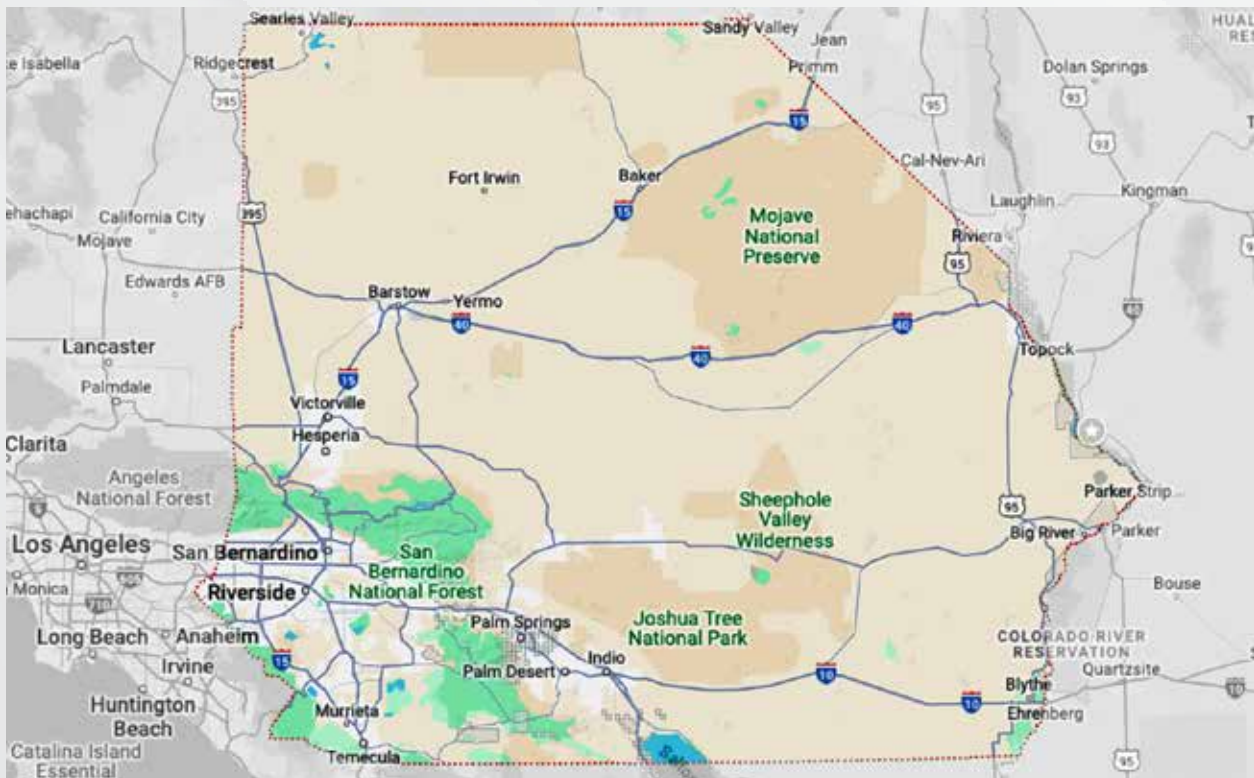 Searles Valley
Sandy Valley
HUAL
RES
Jean
e Isabella
Ridgecrest
Primm
Dolan Springs
395
95
93
15
93
Fort Irwin
Baker
Cal-Nev-Ari
Kingman
ehachapi
California City
395
15
Laughlin
Mojave
Mojave
National
Preserve
Riviera
95
Edwards AFB
Barstow
Yermo
40
40
40
40
Lancaster
Topock
Palmdale
15
Victorville
Hesperia
Clarita
Angeles
National Forest
5
Sheephole
Valley
Wilderness
Parker Strip...
95
Los Angeles
San Bernardino
San
Bernardino
National Forest
Big River
Parker
Monica
Riverside
Bouse
710
Joshua Tree
National Park
Long Beach
Anaheim
Palm Springs
COLORADO RIVER
RESERVATION
Irvine
15
Palm Desert
Indio
10
Quartzsite
10
Huntington
Beach
Murrieta
10
Blythe
Ehrenberg
Temecula
Catalina Island
Essential
95